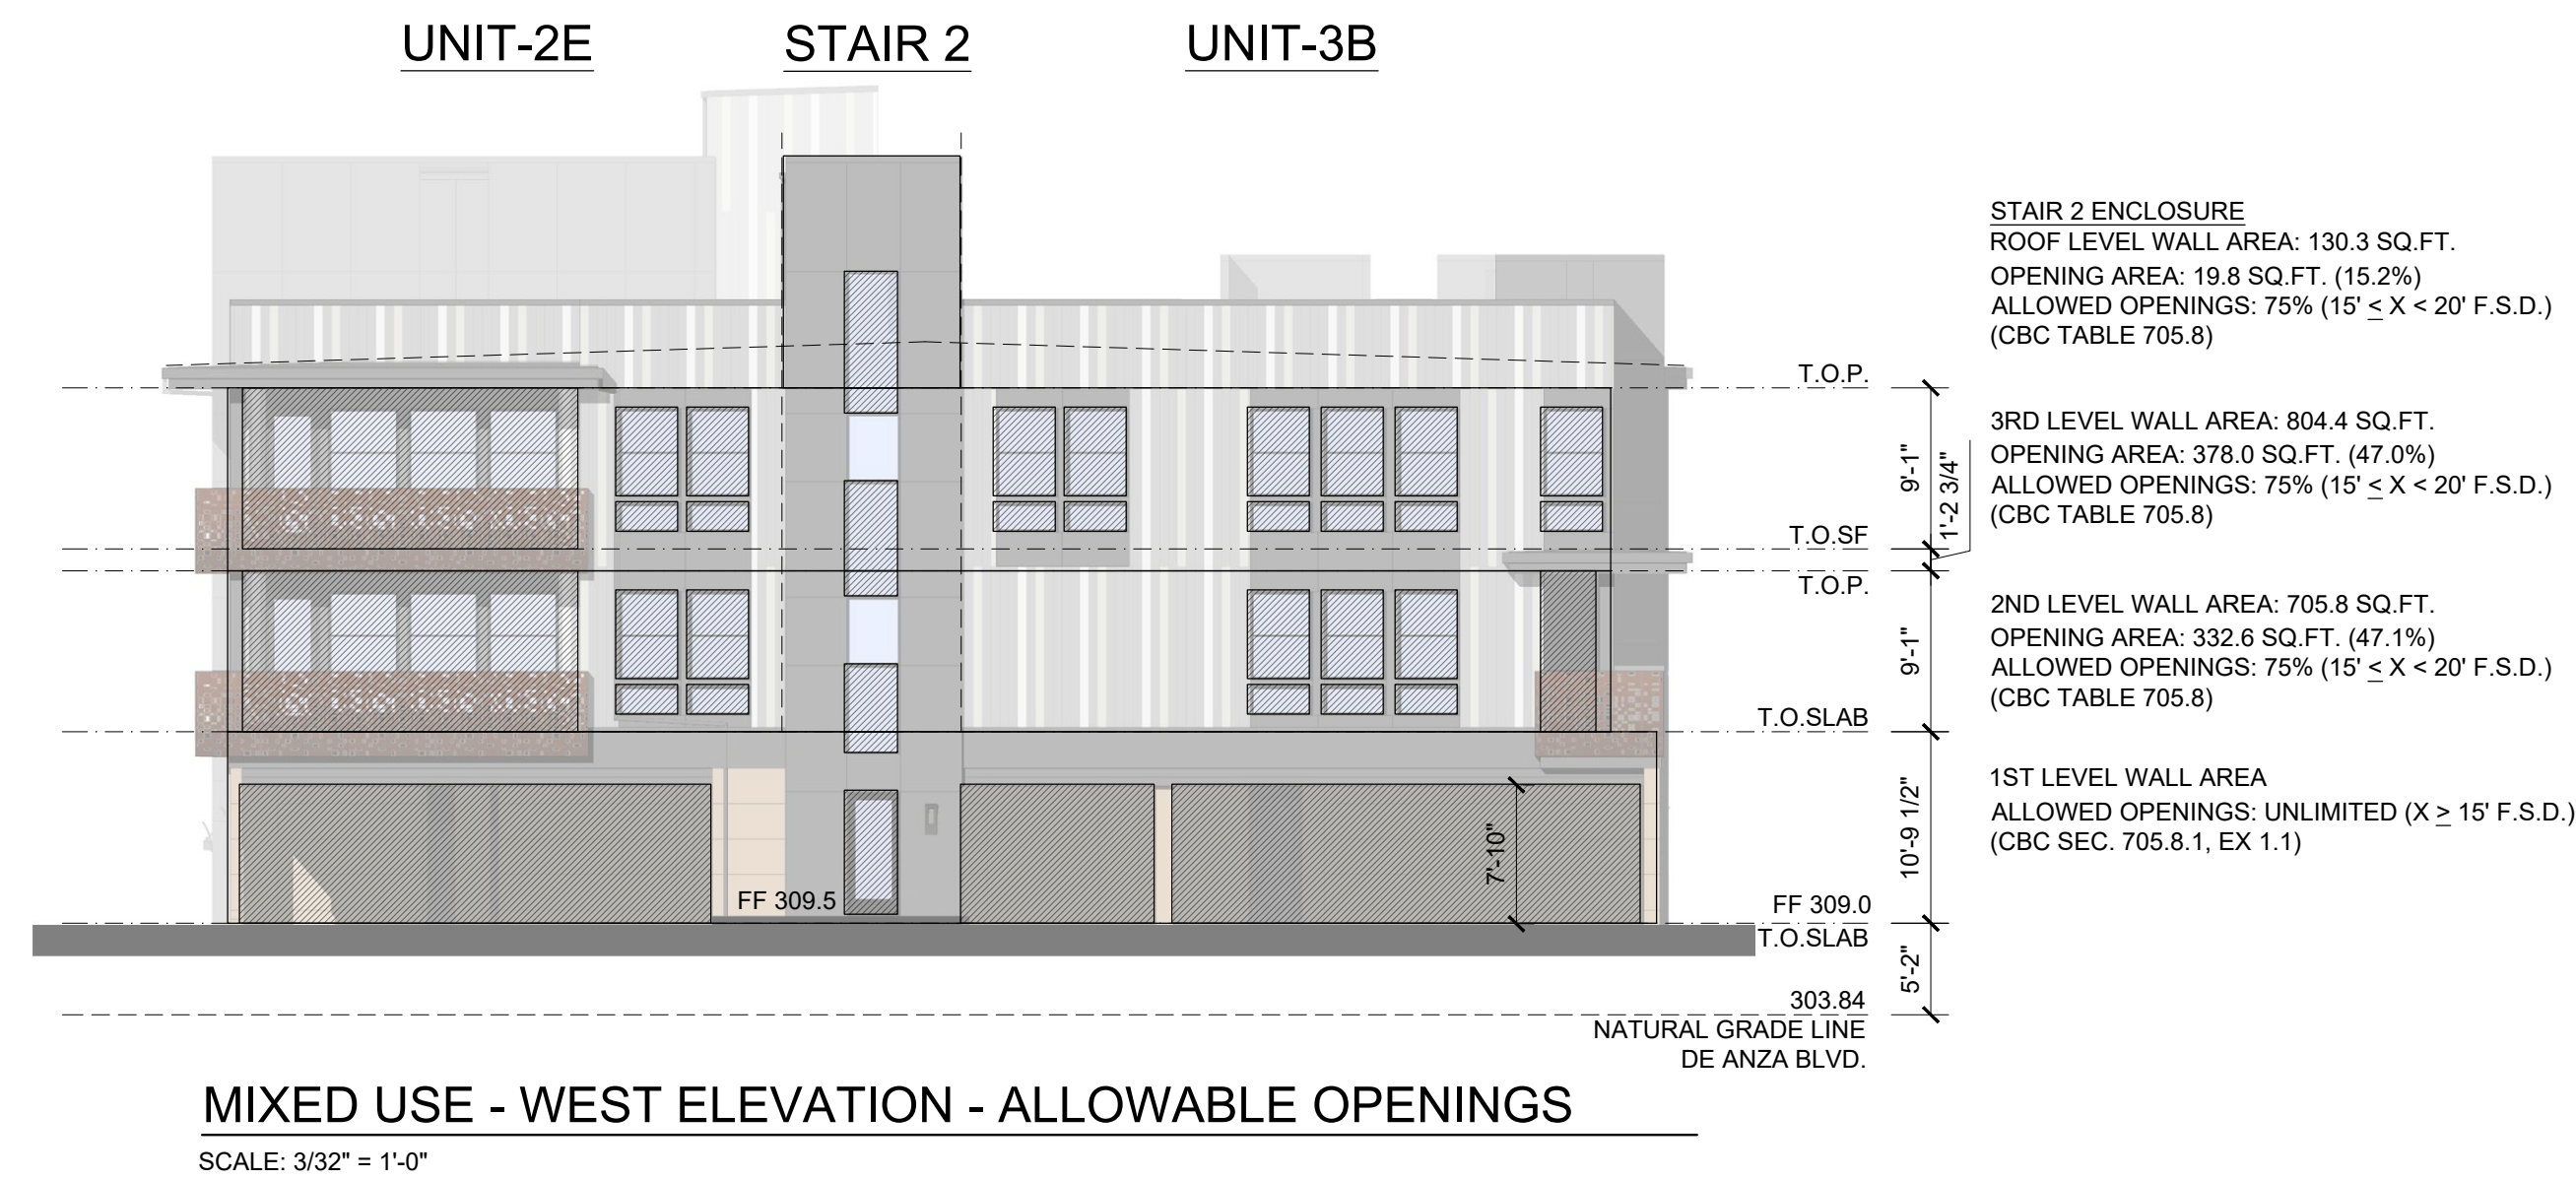 UNIT-2E
STAIR 2
UNIT-3B
STAIR 2 ENCLOSURE
ROOF LEVEL WALL AREA: 130.3 SQ.FT.
OPENING AREA: 19.8 SQ.FT. (15.2%)
ALLOWED OPENINGS: 75% (15' ≤ X < 20' F.S.D.)
(CBC TABLE 705.8)
T.O.P.
3RD LEVEL WALL AREA: 804.4 SQ.FT.
OPENING AREA: 378.0 SQ.FT. (47.0%)
ALLOWED OPENINGS: 75% (15' ≤ X < 20' F.S.D.)
(CBC TABLE 705.8)
9'-1"
1'-2 3/4"
T.O.SF
T.O.P.
2ND LEVEL WALL AREA: 705.8 SQ.FT.
OPENING AREA: 332.6 SQ.FT. (47.1%)
ALLOWED OPENINGS: 75% (15' ≤ X < 20' F.S.D.)
(CBC TABLE 705.8)
9'-1"
T.O.SLAB
1ST LEVEL WALL AREA
ALLOWED OPENINGS: UNLIMITED (X ≥ 15' F.S.D.)
(CBC SEC. 705.8.1, EX 1.1)
10'-9 1/2"
7'-10"
FF 309.5
FF 309.0
T.O.SLAB
5'-2"
303.84
NATURAL GRADE LINE
DE ANZA BLVD.
MIXED USE - WEST ELEVATION - ALLOWABLE OPENINGS
SCALE: 3/32" = 1'-0"